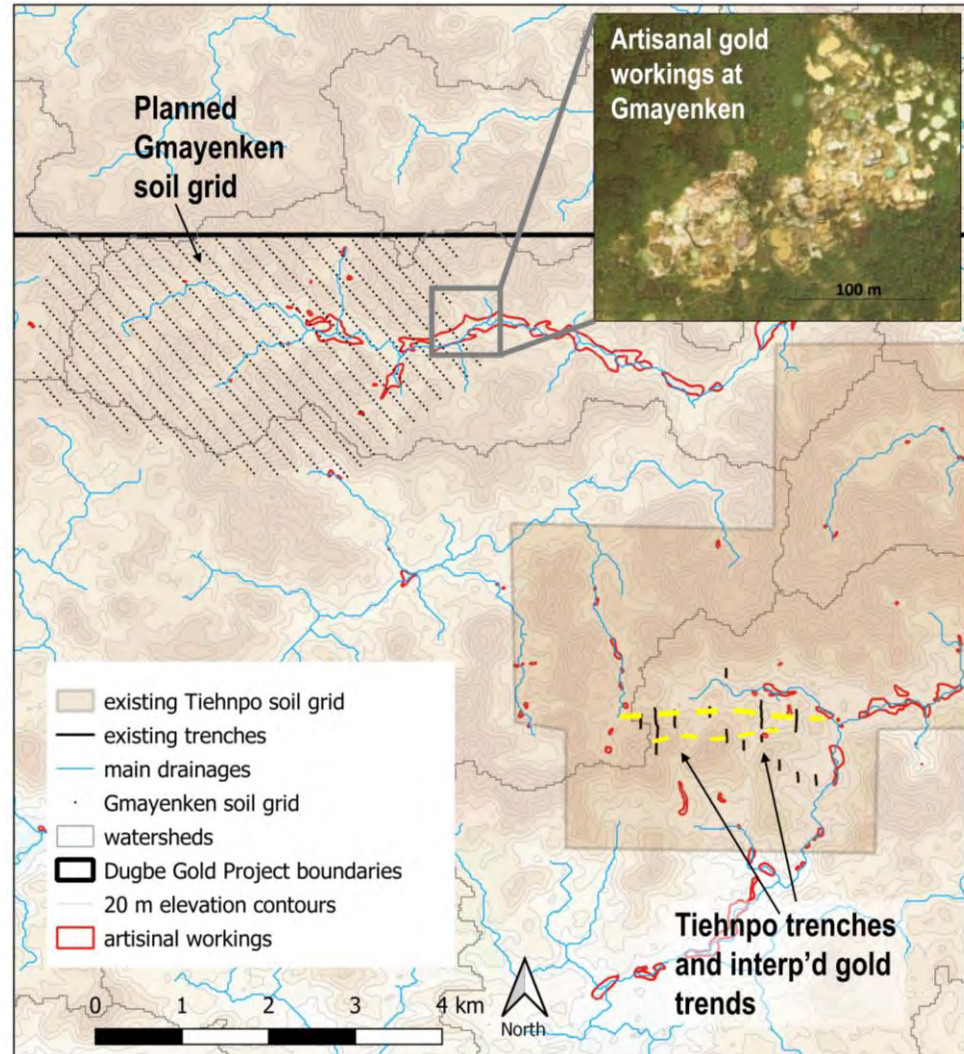 Artisanal gold
workings at
Gmayenken
100 m
Planned
Gmayenken
soil grid
existing Tiehnpo soil grid
existing trenches
main drainages
Gmayenken soil grid
watersheds
Dugbe Gold Project boundaries
20 m elevation contours
artisinal workings
0 1 2 4 km
North
Tiehnpo trenches
and interp'd gold
trends